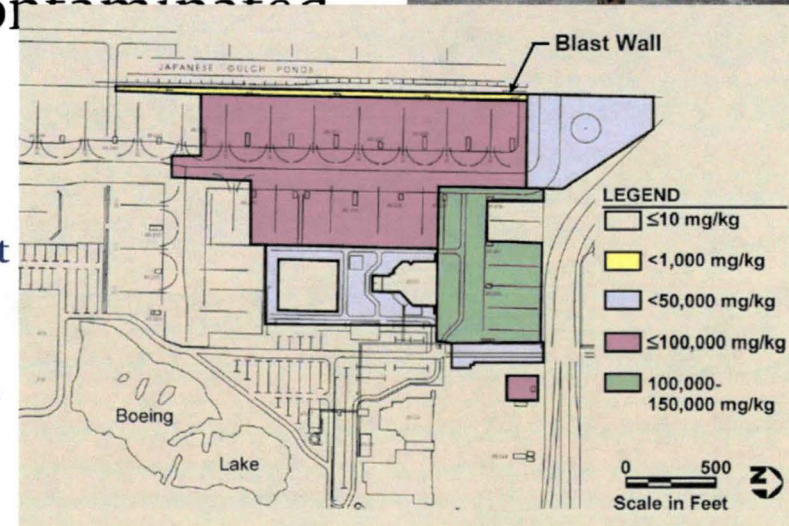 ontaminated
Blast Wall
JAPANESE GULCH PONDS
t
LEGEND
≤10 mg/kg
<1,000 mg/kg
<50,000 mg/kg
≤100,000 mg/kg
100,000-
150,000 mg/kg
Boeing
Lake
0 500
Scale in Feet
N